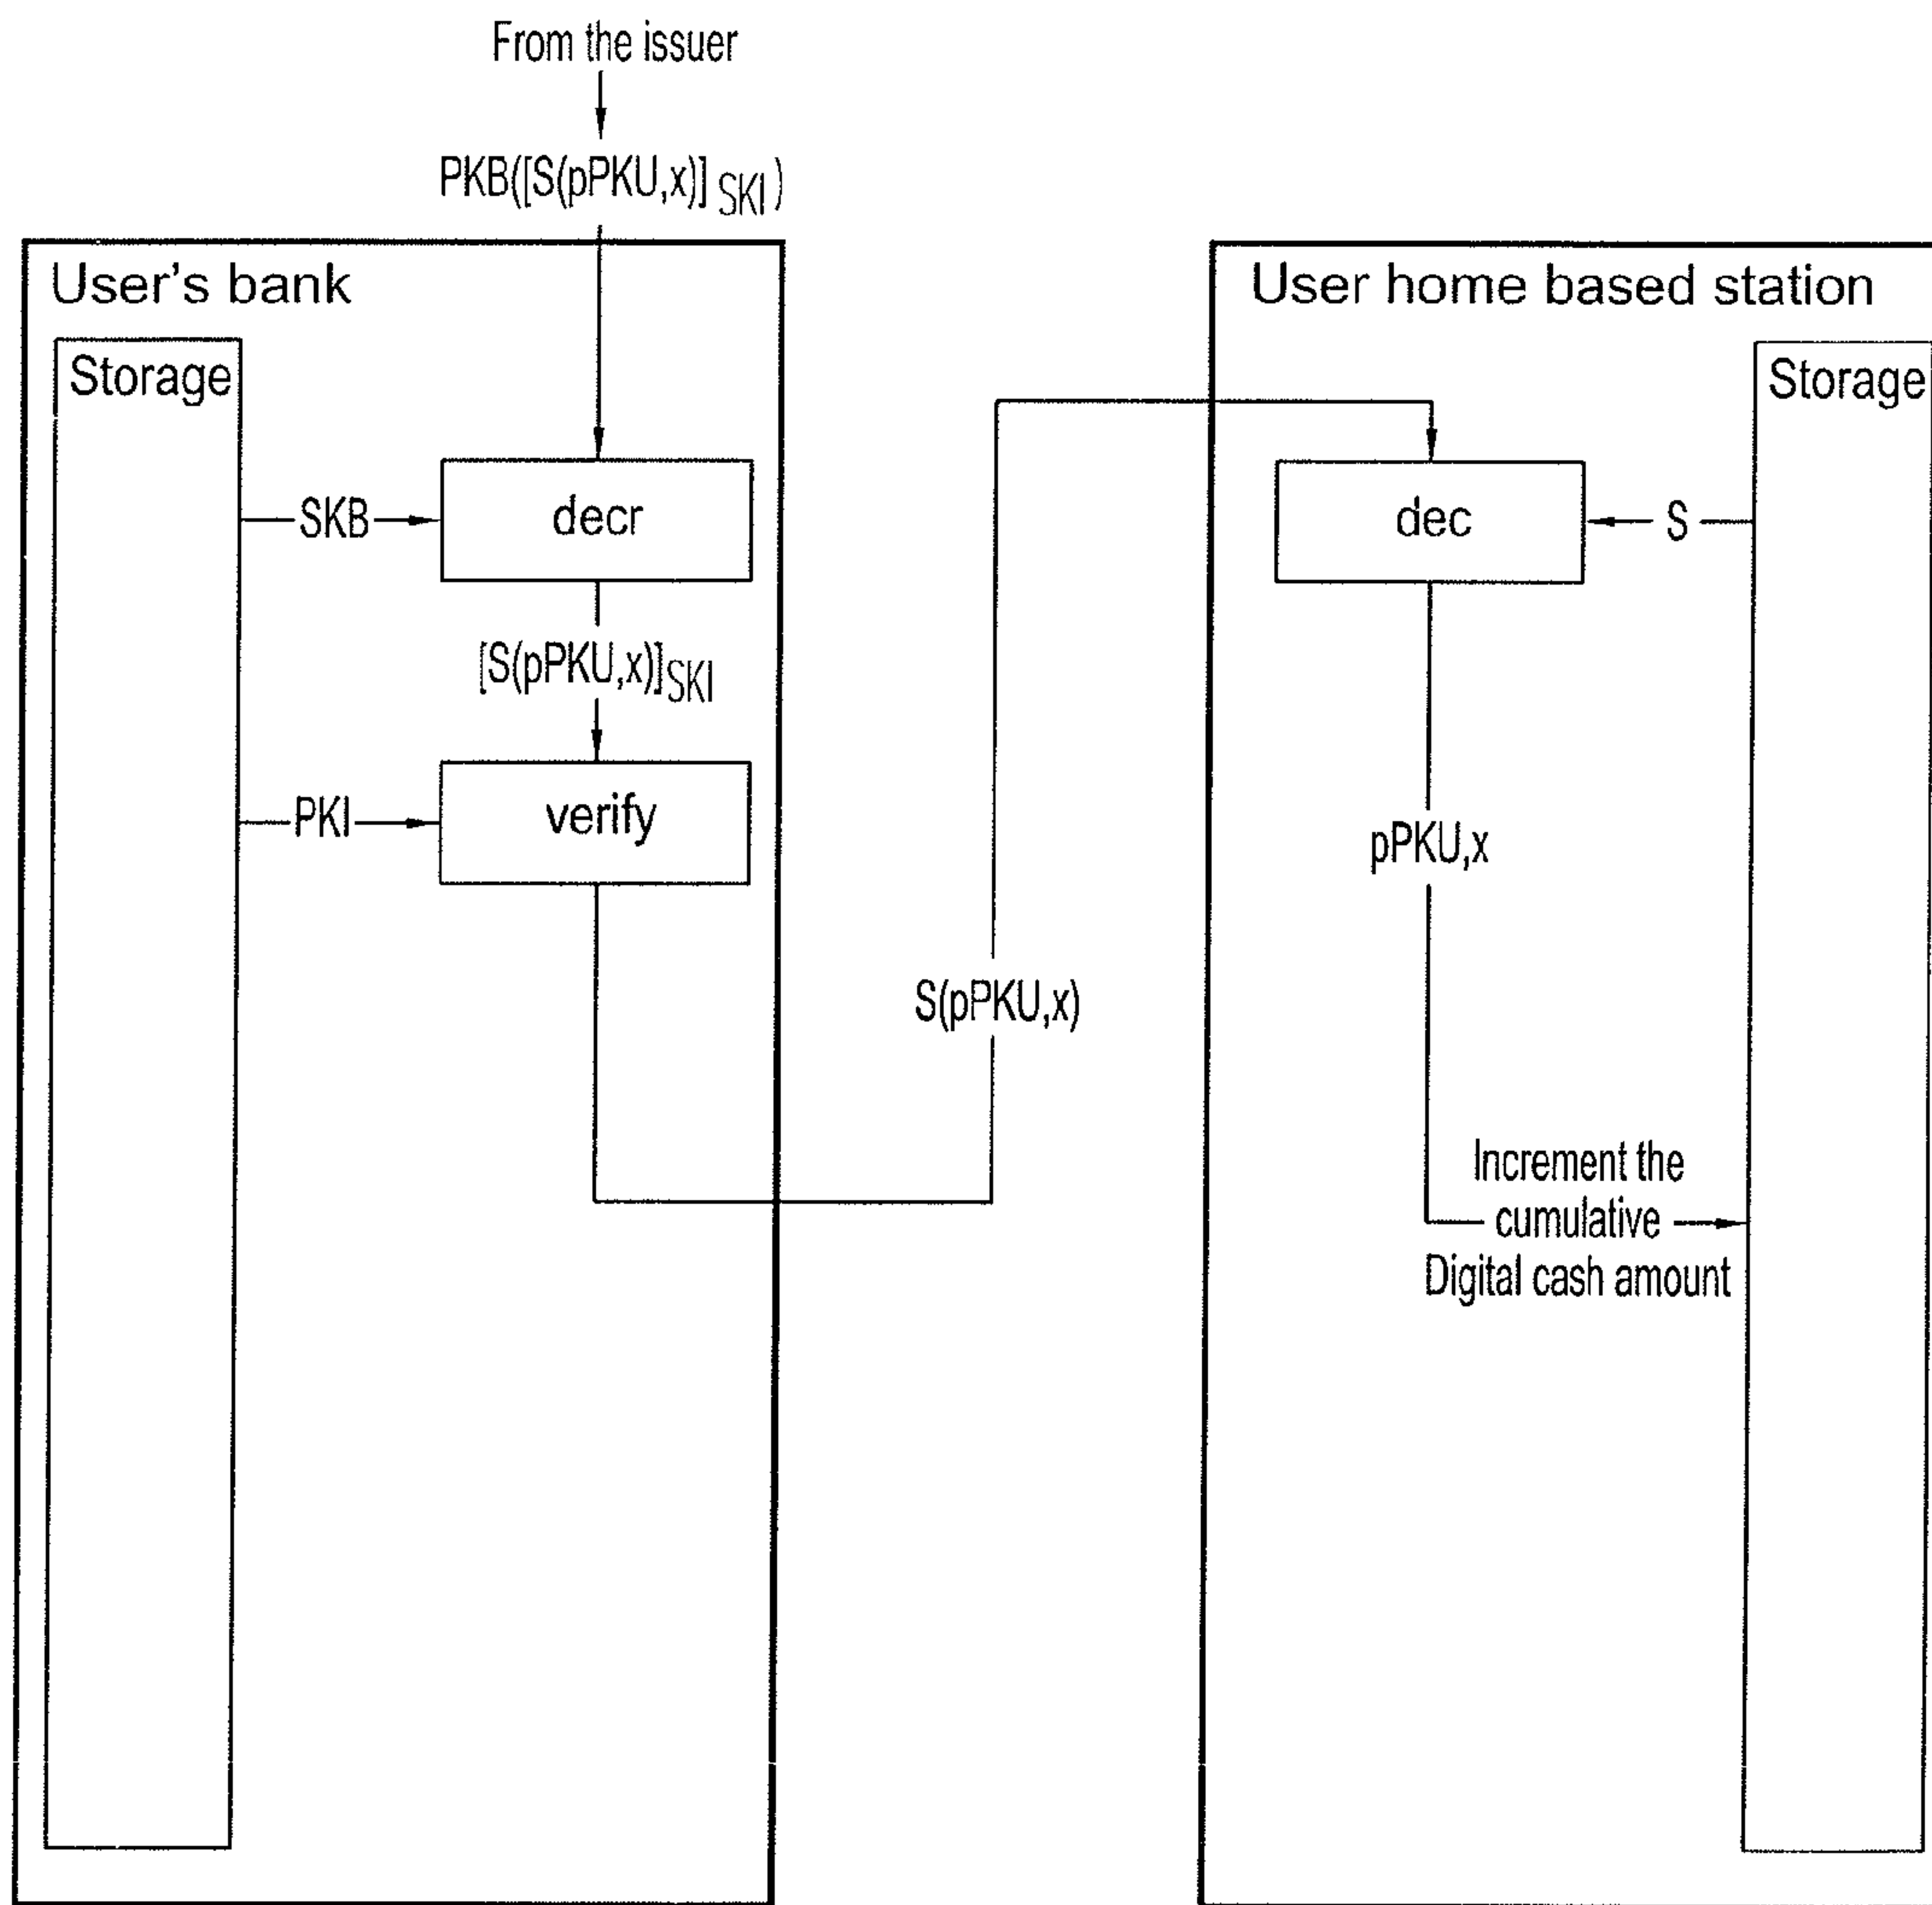 From the issuer
PKB([S(pPKU,x)] SKI)
User's bank
Storage
SKB
decr
[S(pPKU,x)]SKI
PKI
verify
S(pPKU,x)
User home based station
Storage
dec
S
pPKU,x
Increment the
cumulative
Digital cash amount